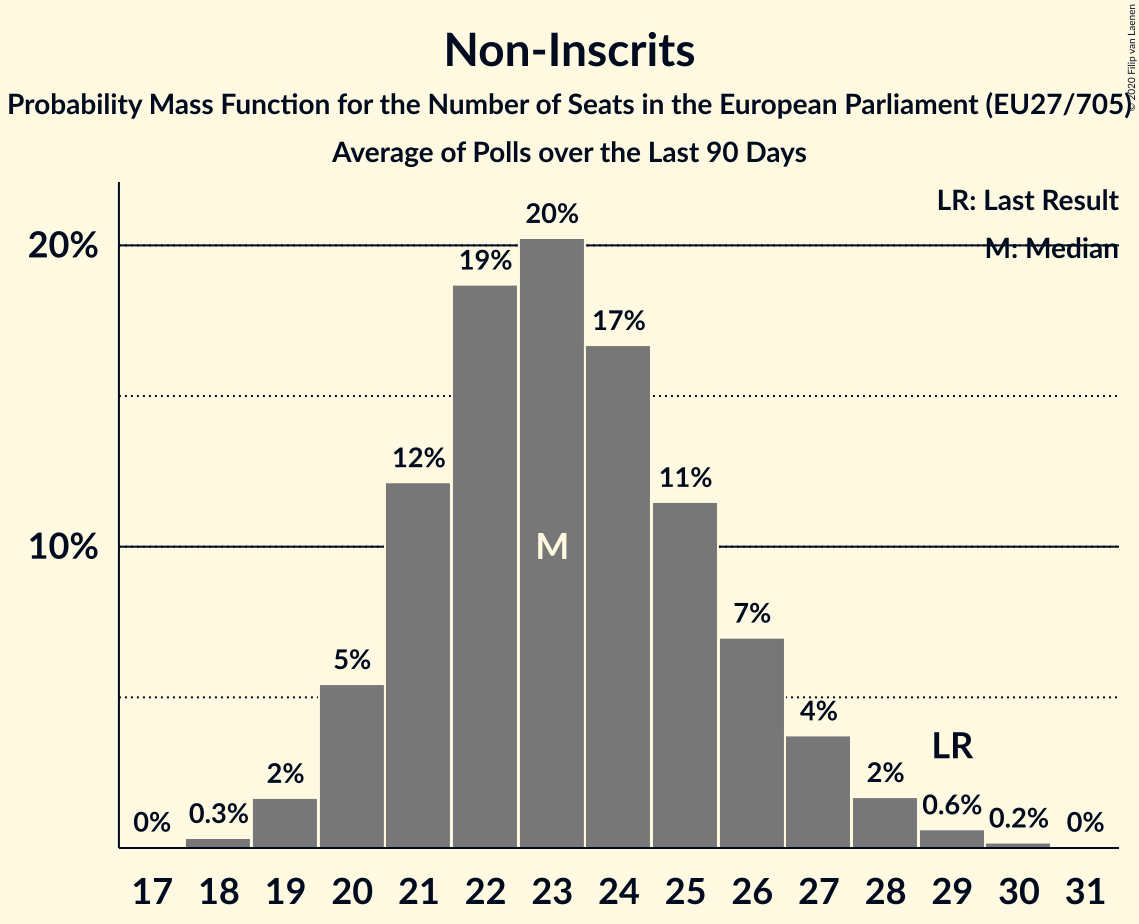 Non-Inscrits
Probability Mass Function for the Number of Seats in the European Parliament (EU27/705)
Average of Polls over the Last 90 Days
© 2020 Filip van Laenen
LR: Last Result
M: Median
20%
10%
0%
0.3%
2%
5%
12%
19%
20%
17%
11%
7%
4%
2%
0.6%
0.2%
0%
M
LR
17 18 19 20 21 22 23 24 25 26 27 28 29 30 31